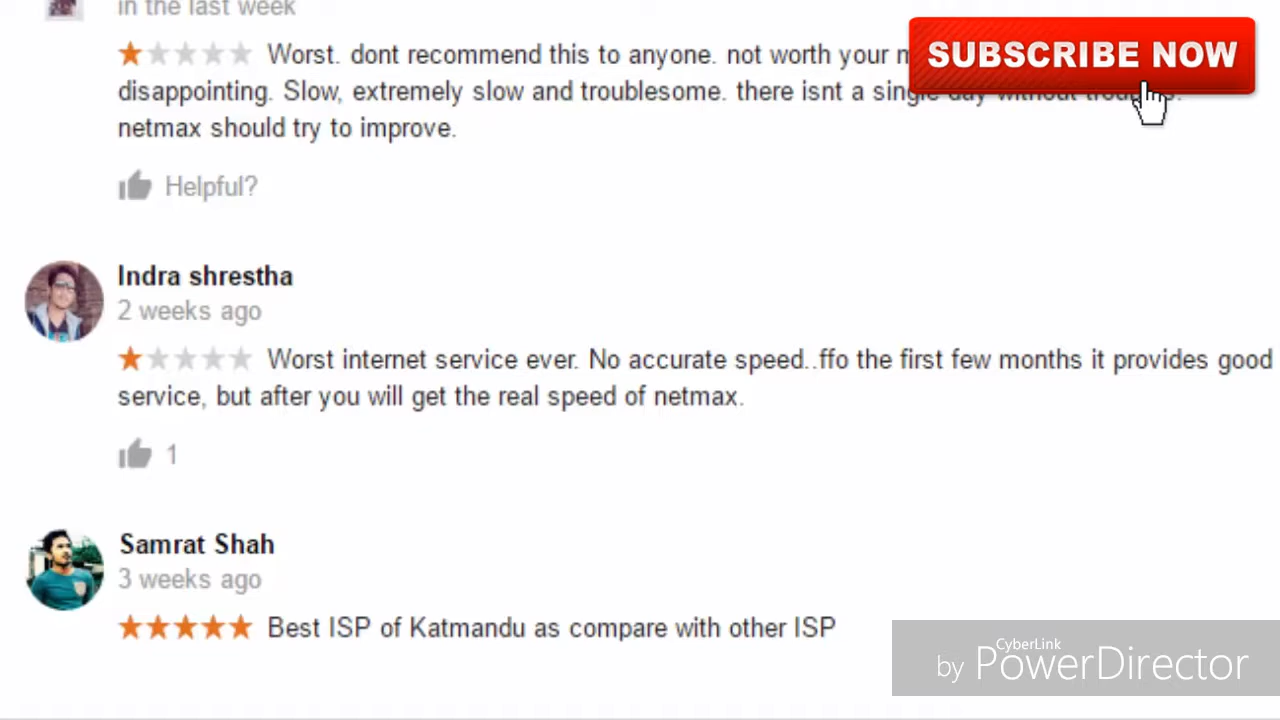 in the last week
SUBSCRIBE NOW
Worst. dont recommend this to anyone. not worth your
disappointing. Slow, extremely slow and troublesome. there isnt a single day without
netmax should try to improve.
Helpful?
Indra shrestha
2 weeks ago
Worst internet service ever. No accurate speed..ffo the first few months it provides good
service, but after you will get the real speed of netmax.
1
Samrat Shah
3 weeks ago
Best ISP of Katmandu as compare with other ISP
CyberLink
by PowerDirector